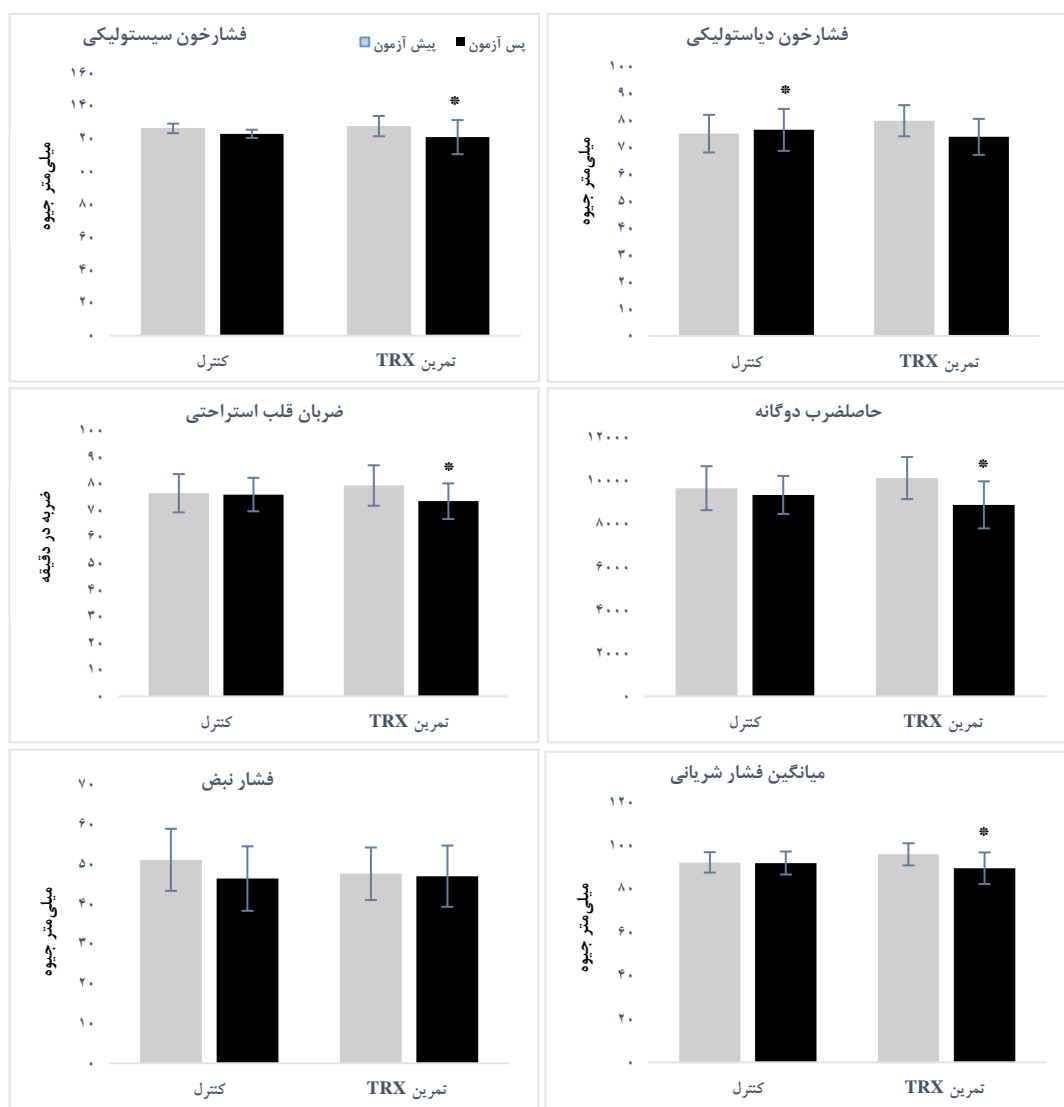 فشارخون سیستولیکی
پیش آزمون پس آزمون
میلی‌متر جیوه
۱۶۰
۱۴۰
۲۰
۰۰
۸۰
۶۰
۴۰
۲۰
۰
*
کنترل
تمرین TRX
فشارخون دیاستولیکی
میلی‌متر جیوه
۱۰۰
۹۰
۸۰
۷۰
۶۰
۵۰
۴۰
۳۰
۲۰
۱۰
۰
*
کنترل
تمرین TRX
ضربان قلب استراحتی
ضربه در دقیقه
۱۰۰
۹۰
۸۰
۷۰
۶۰
۵۰
۴۰
۳۰
۲۰
۱۰
۰
*
کنترل
تمرین TRX
حاصلضرب دوگانه
۱۲۰۰۰
۱۰۰۰۰
۸۰۰۰
۶۰۰۰
۴۰۰۰
۲۰۰۰
۰
*
کنترل
تمرین TRX
فشار نبض
میلی‌متر جیوه
۷۰
۶۰
۵۰
۴۰
۳۰
۲۰
۱۰
۰
کنترل
تمرین TRX
میانگین فشار شریانی
میلی‌متر جیوه
۱۲۰
۱۰۰
۸۰
۶۰
۴۰
۲۰
۰
*
کنترل
تمرین TRX